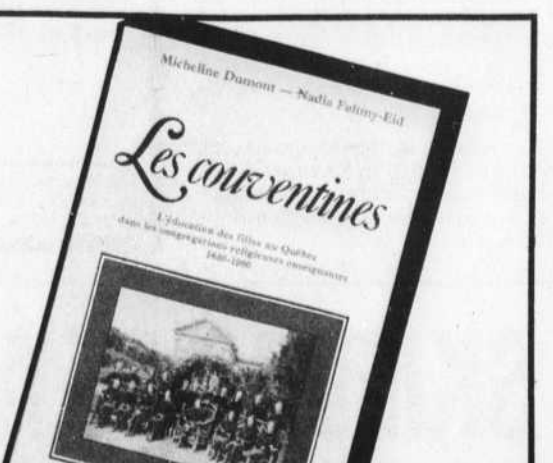 Micheline Dumont — Nadia Fahmy-Eid
Les couventines
L'éducation des filles au Québec
dans les congrégations religieuses enseignantes
1840-1960